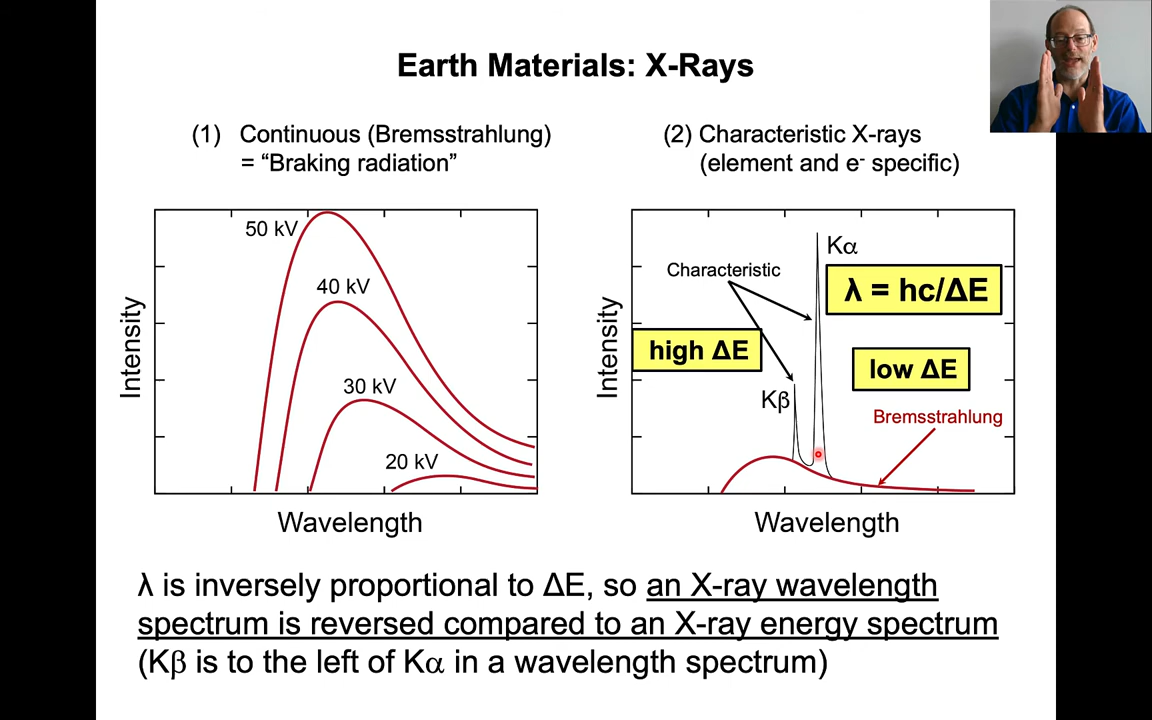 Earth Materials: X-Rays
(1) Continuous (Bremsstrahlung)
= “Braking radiation”
50 kV
40 kV
30 kV
20 kV
Intensity
Wavelength
(2) Characteristic X-rays
(element and e⁻ specific)
Kα
Characteristic
λ = hc/ΔE
high ΔE
low ΔE
Kβ
Bremsstrahlung
Intensity
Wavelength
λ is inversely proportional to ΔE, so an X-ray wavelength
spectrum is reversed compared to an X-ray energy spectrum
(Kβ is to the left of Kα in a wavelength spectrum)